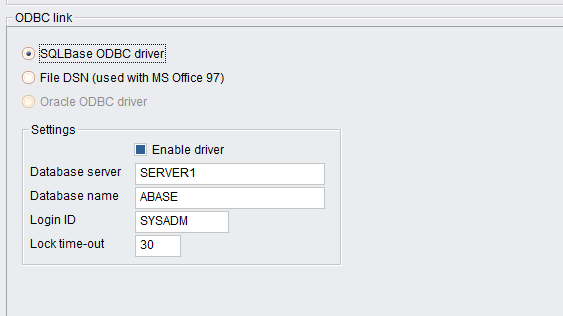 ODBC link
SQLBase ODBC driver
File DSN (used with MS Office 97)
Oracle ODBC driver
Settings
Enable driver
Database server SERVER1
Database name ABASE
Login ID SYSADM
Lock time-out 30